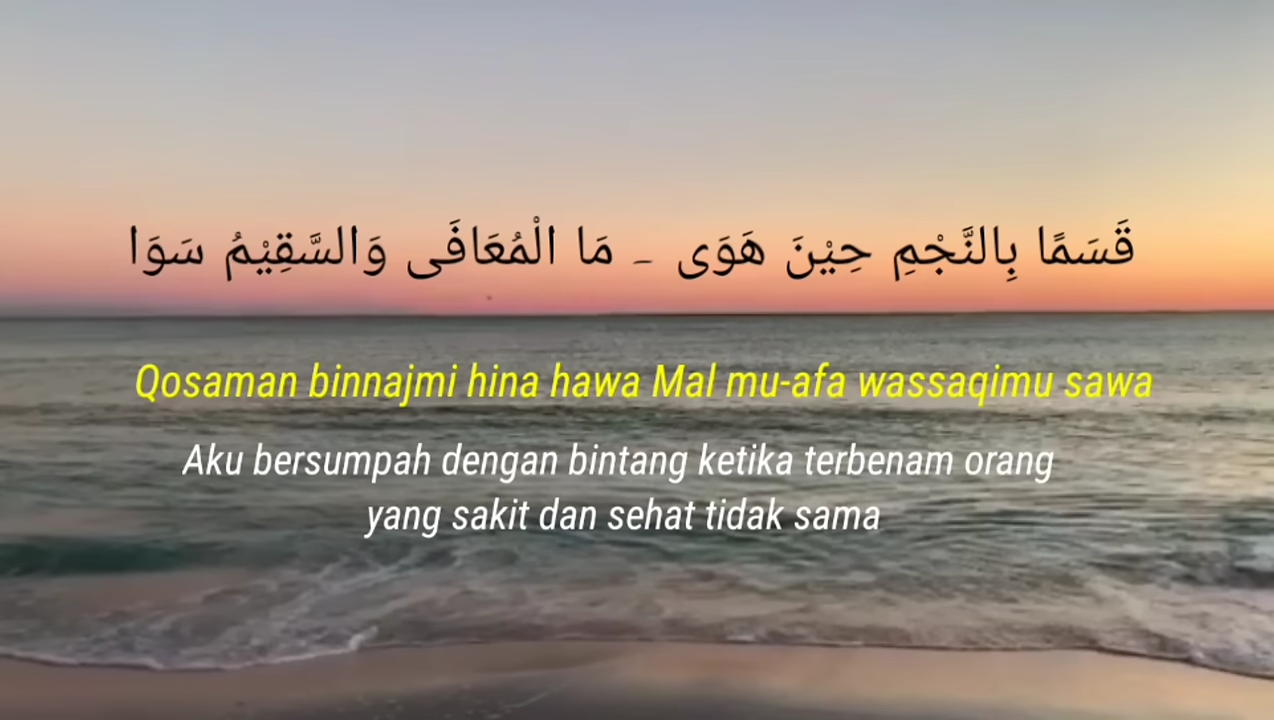 قَسَمًا بِالنَّجْمِ حِيْنَ هَوَى - مَا الْمُعَافَى وَالسَّقِيْمُ سَوَا
Qosaman binnajmi hina hawa Mal mu-afa wassaqimu sawa
Aku bersumpah dengan bintang ketika terbenam orang
yang sakit dan sehat tidak sama